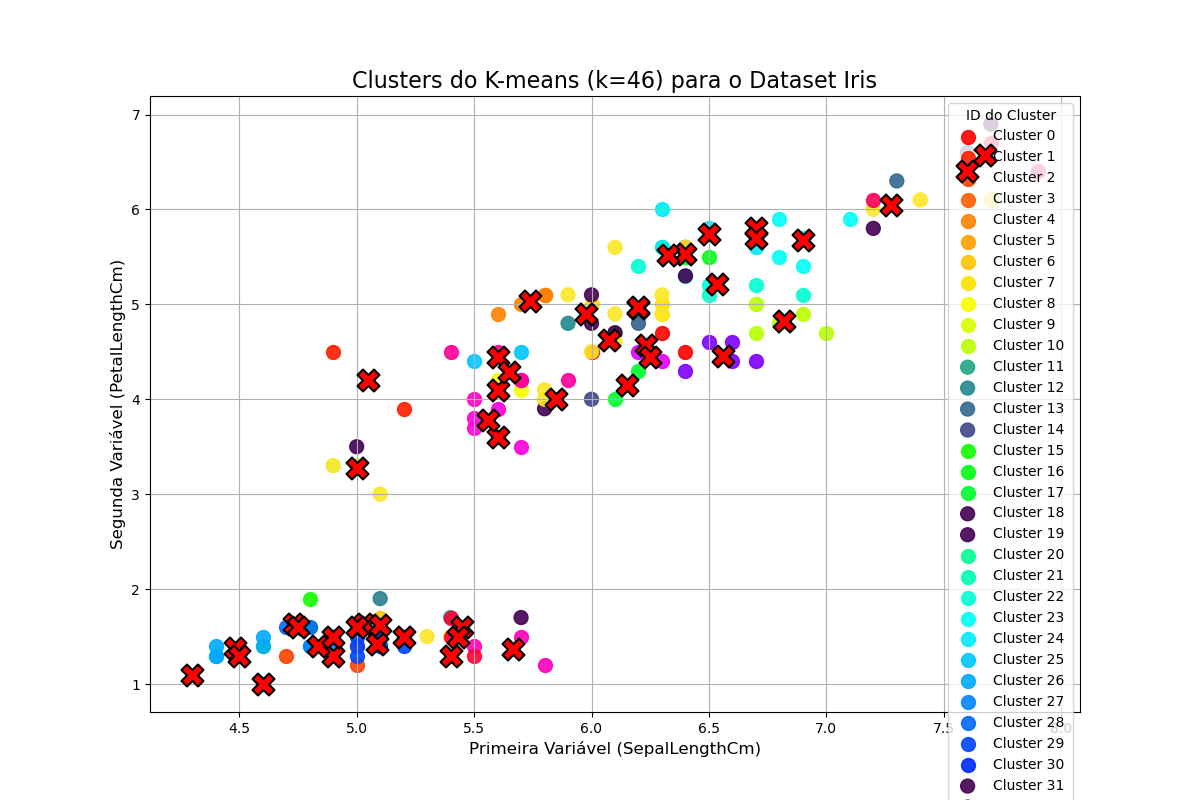 Clusters do K-means (k=46) para o Dataset Iris
7
6
5
4
3
2
1
Segunda Variável (PetalLengthCm)
4.5
5.0
5.5
6.0
6.5
7.0
7.5
8.0
Primeira Variável (SepalLengthCm)
ID do Cluster
Cluster 0
Cluster 1
Cluster 2
Cluster 3
Cluster 4
Cluster 5
Cluster 6
Cluster 7
Cluster 8
Cluster 9
Cluster 10
Cluster 11
Cluster 12
Cluster 13
Cluster 14
Cluster 15
Cluster 16
Cluster 17
Cluster 18
Cluster 19
Cluster 20
Cluster 21
Cluster 22
Cluster 23
Cluster 24
Cluster 25
Cluster 26
Cluster 27
Cluster 28
Cluster 29
Cluster 30
Cluster 31